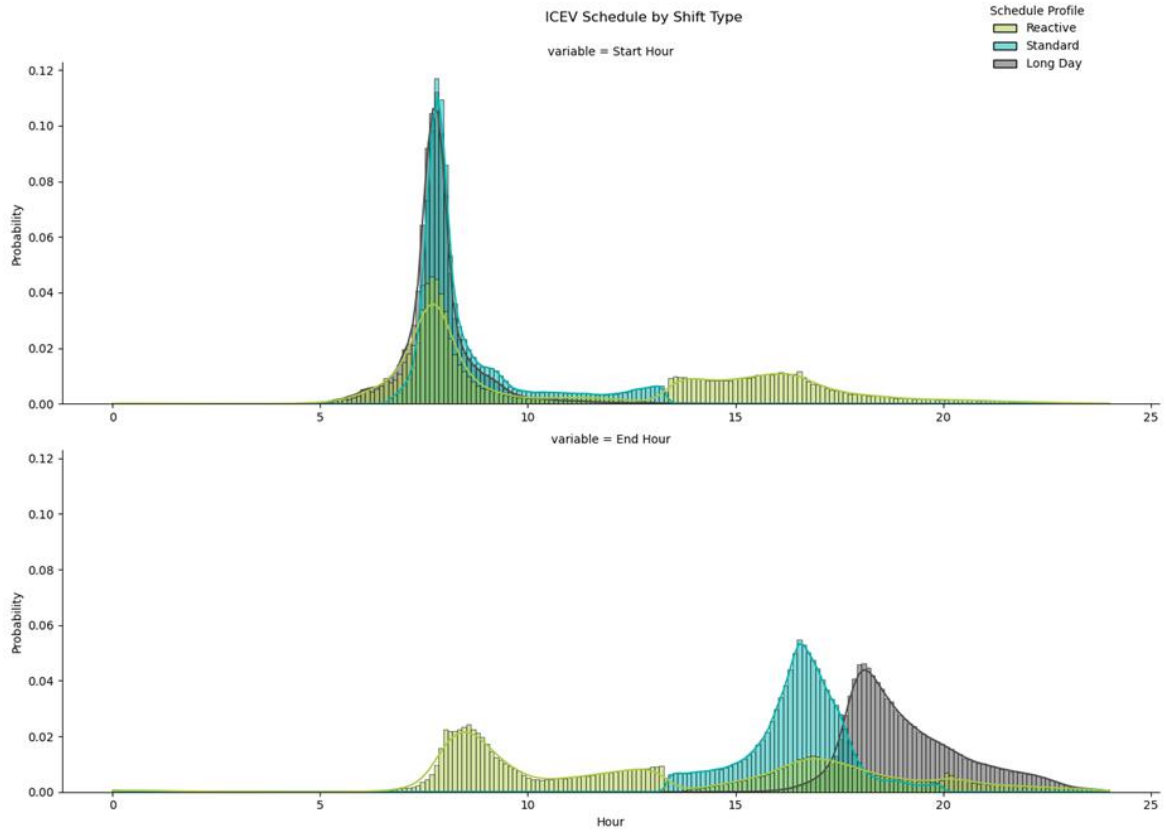 ICEV Schedule by Shift Type
Schedule Profile
Reactive
Standard
Long Day
variable = Start Hour
0.12
0.10
0.08
0.06
0.04
0.02
0.00
Probability
0 5 10 15 20 25
variable = End Hour
0.12
0.10
0.08
0.06
0.04
0.02
0.00
Probability
0 5 10 15 20 25
Hour